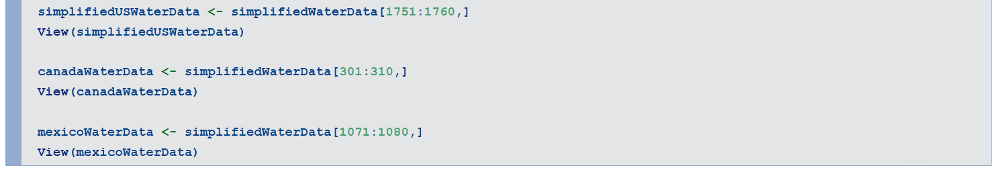 simplifiedUSWaterData <- simplifiedWaterData[1751:1760,]
View(simplifiedUSWaterData)
canadaWaterData <- simplifiedWaterData[301:310,]
View(canadaWaterData)
mexicoWaterData <- simplifiedWaterData[1071:1080,]
View(mexicoWaterData)